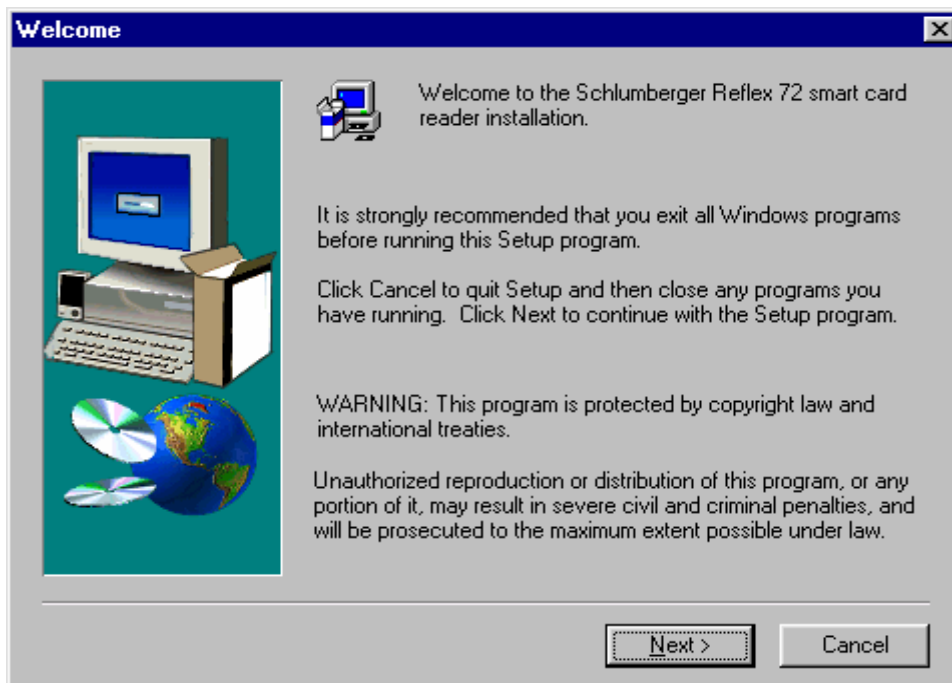 Welcome
Welcome to the Schlumberger Reflex 72 smart card
reader installation.
It is strongly recommended that you exit all Windows programs
before running this Setup program.
Click Cancel to quit Setup and then close any programs you
have running.  Click Next to continue with the Setup program.
WARNING: This program is protected by copyright law and
international treaties.
Unauthorized reproduction or distribution of this program, or any
portion of it, may result in severe civil and criminal penalties, and
will be prosecuted to the maximum extent possible under law.
Next >
Cancel